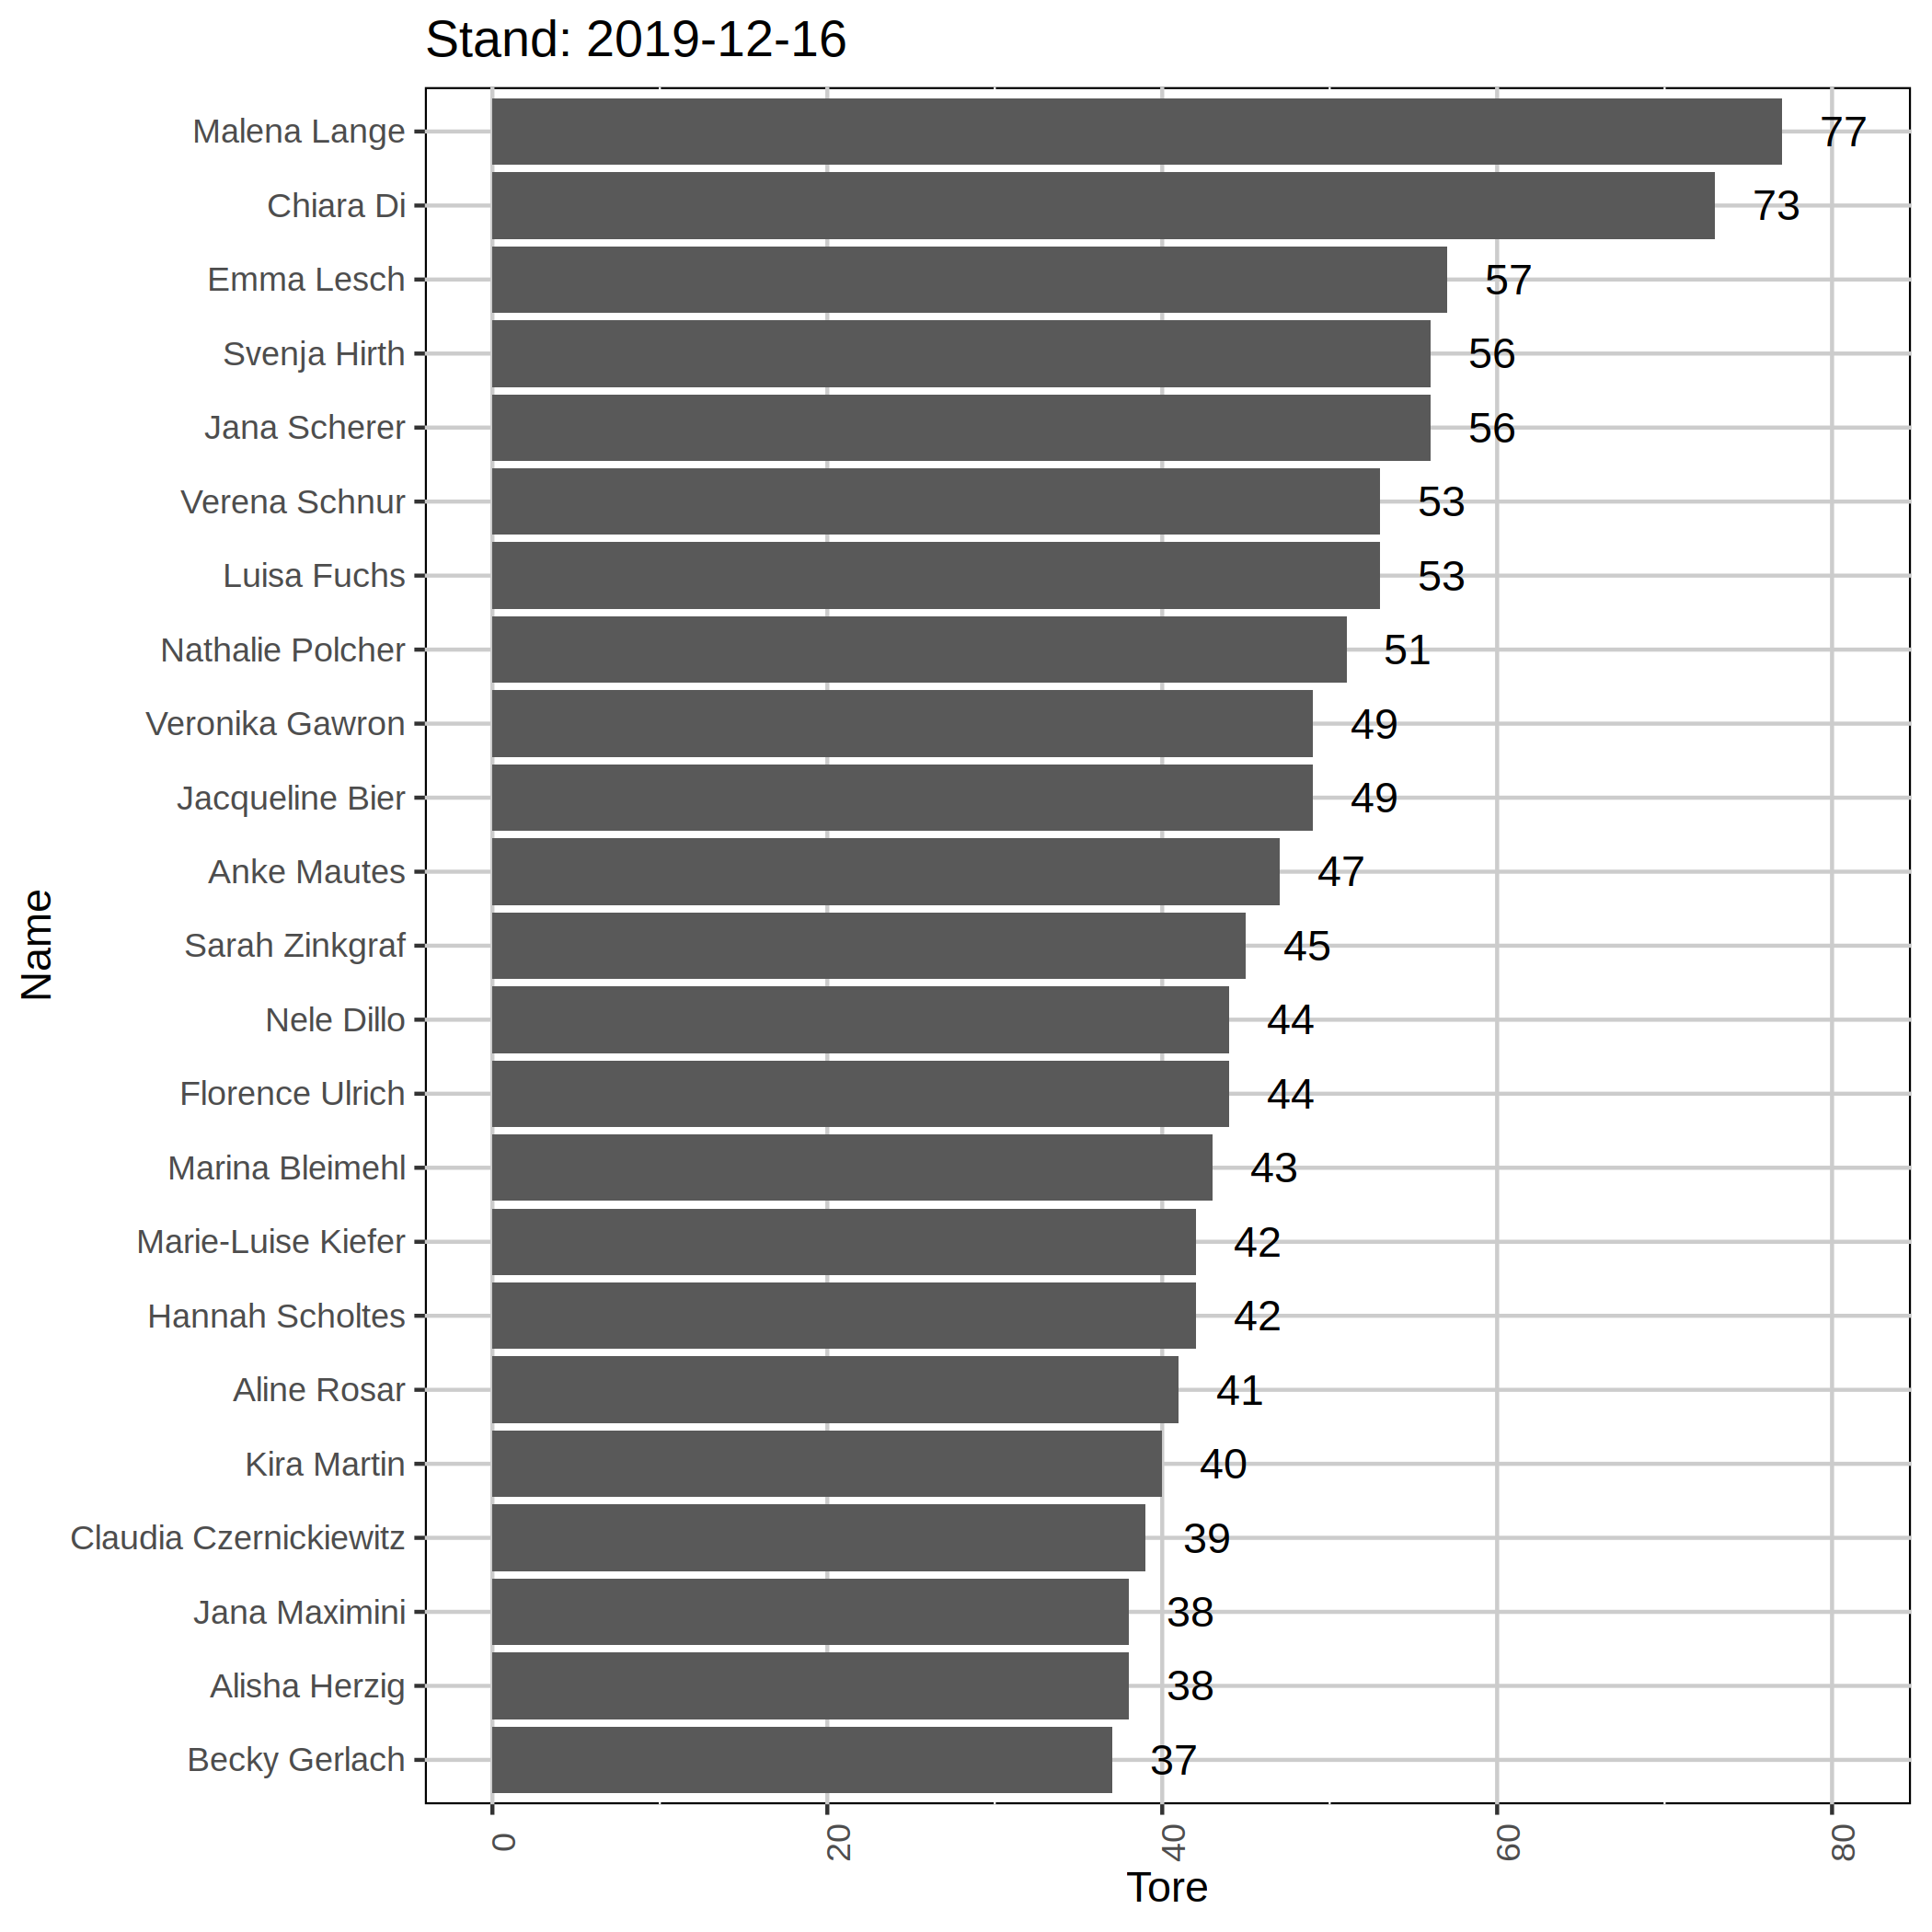 Stand: 2019-12-16
Malena Lange 77
Chiara Di 73
Emma Lesch 57
Svenja Hirth 56
Jana Scherer 56
Verena Schnur 53
Luisa Fuchs 53
Nathalie Polcher 51
Veronika Gawron 49
Jacqueline Bier 49
Anke Mautes 47
Sarah Zinkgraf 45
Nele Dillo 44
Florence Ulrich 44
Marina Bleimehl 43
Marie-Luise Kiefer 42
Hannah Scholtes 42
Aline Rosar 41
Kira Martin 40
Claudia Czernickiewitz 39
Jana Maximini 38
Alisha Herzig 38
Becky Gerlach 37
Name
0 20 40 60 80
Tore